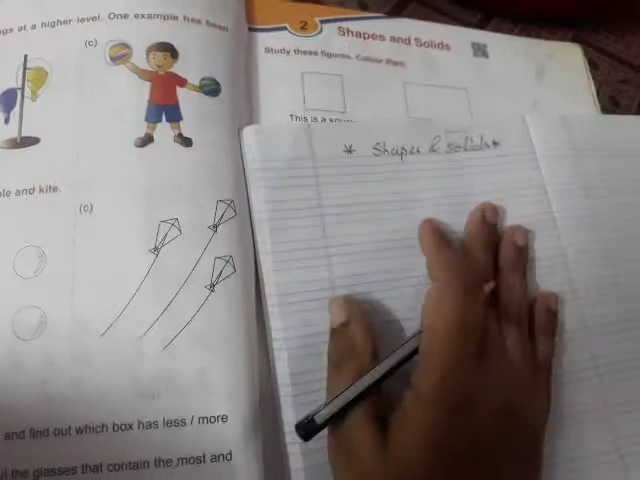 gs at a higher level. One example has been
(c)
le and kite.
(c)
and find out which box has less / more
the glasses that contain the most and
2
Shapes and Solids
Study these figures. Colour them
This is a squ
* Shapes & solids *